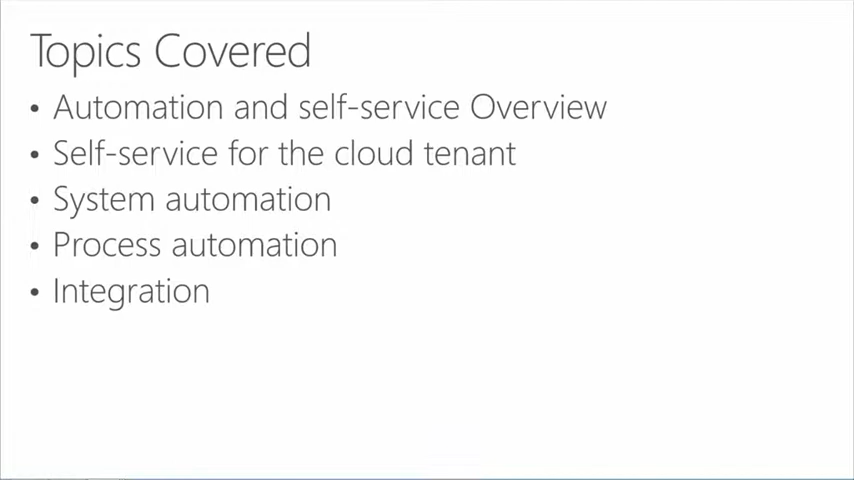 Topics Covered
• Automation and self-service Overview
• Self-service for the cloud tenant
• System automation
• Process automation
• Integration